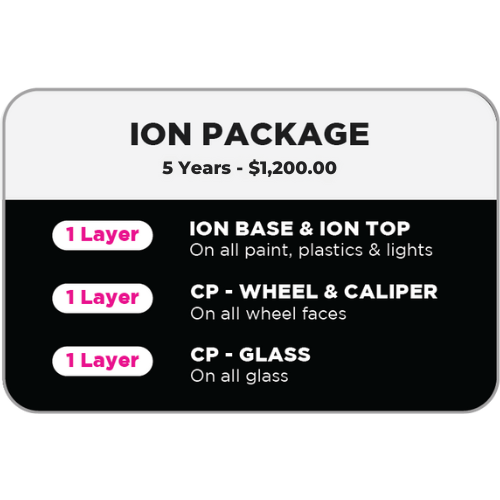 ION PACKAGE
5 Years - $1,200.00
1 Layer
ION BASE & ION TOP
On all paint, plastics & lights
1 Layer
CP - WHEEL & CALIPER
On all wheel faces
1 Layer
CP - GLASS
On all glass